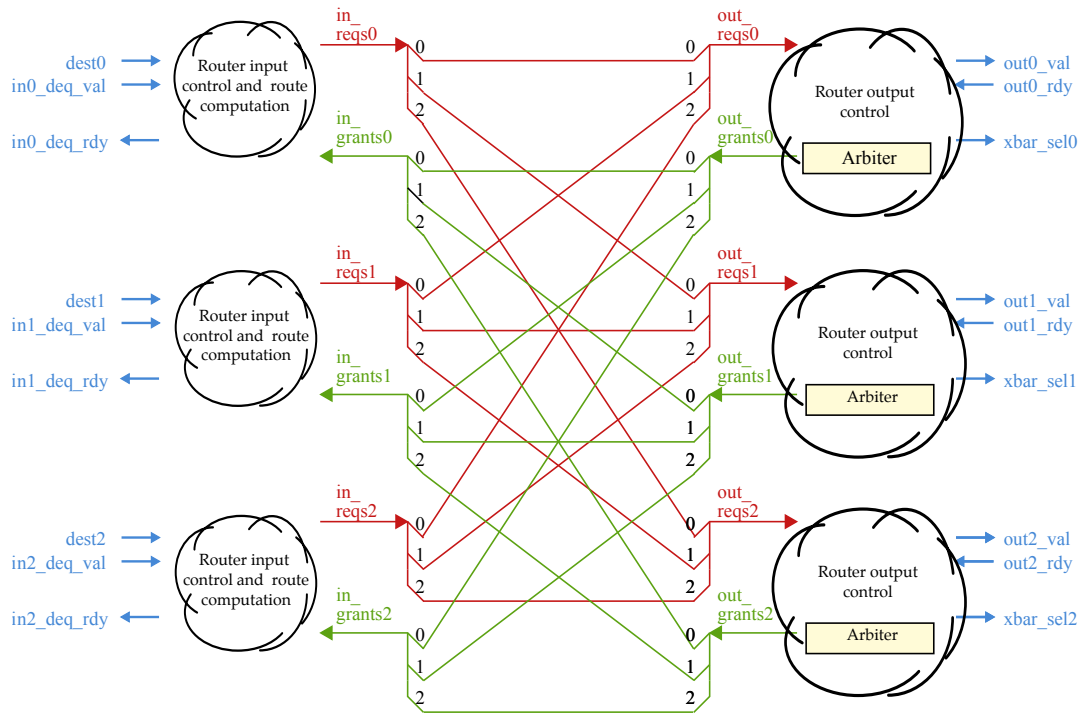 in_
reqs0
out_
reqs0
0
1
2
0
1
2
dest0
in0_deq_val
in0_deq_rdy
Router input
control and route
computation
Router output
control
Arbiter
out0_val
out0_rdy
xbar_sel0
in_
grants0
out_
grants0
0
1
2
0
1
2
in_
reqs1
out_
reqs1
0
1
2
0
1
2
dest1
in1_deq_val
in1_deq_rdy
Router input
control and route
computation
Router output
control
Arbiter
out1_val
out1_rdy
xbar_sel1
in_
grants1
out_
grants1
0
1
2
0
1
2
in_
reqs2
out_
reqs2
0
1
2
0
1
2
dest2
in2_deq_val
in2_deq_rdy
Router input
control and route
computation
Router output
control
Arbiter
out2_val
out2_rdy
xbar_sel2
in_
grants2
out_
grants2
0
1
2
0
1
2